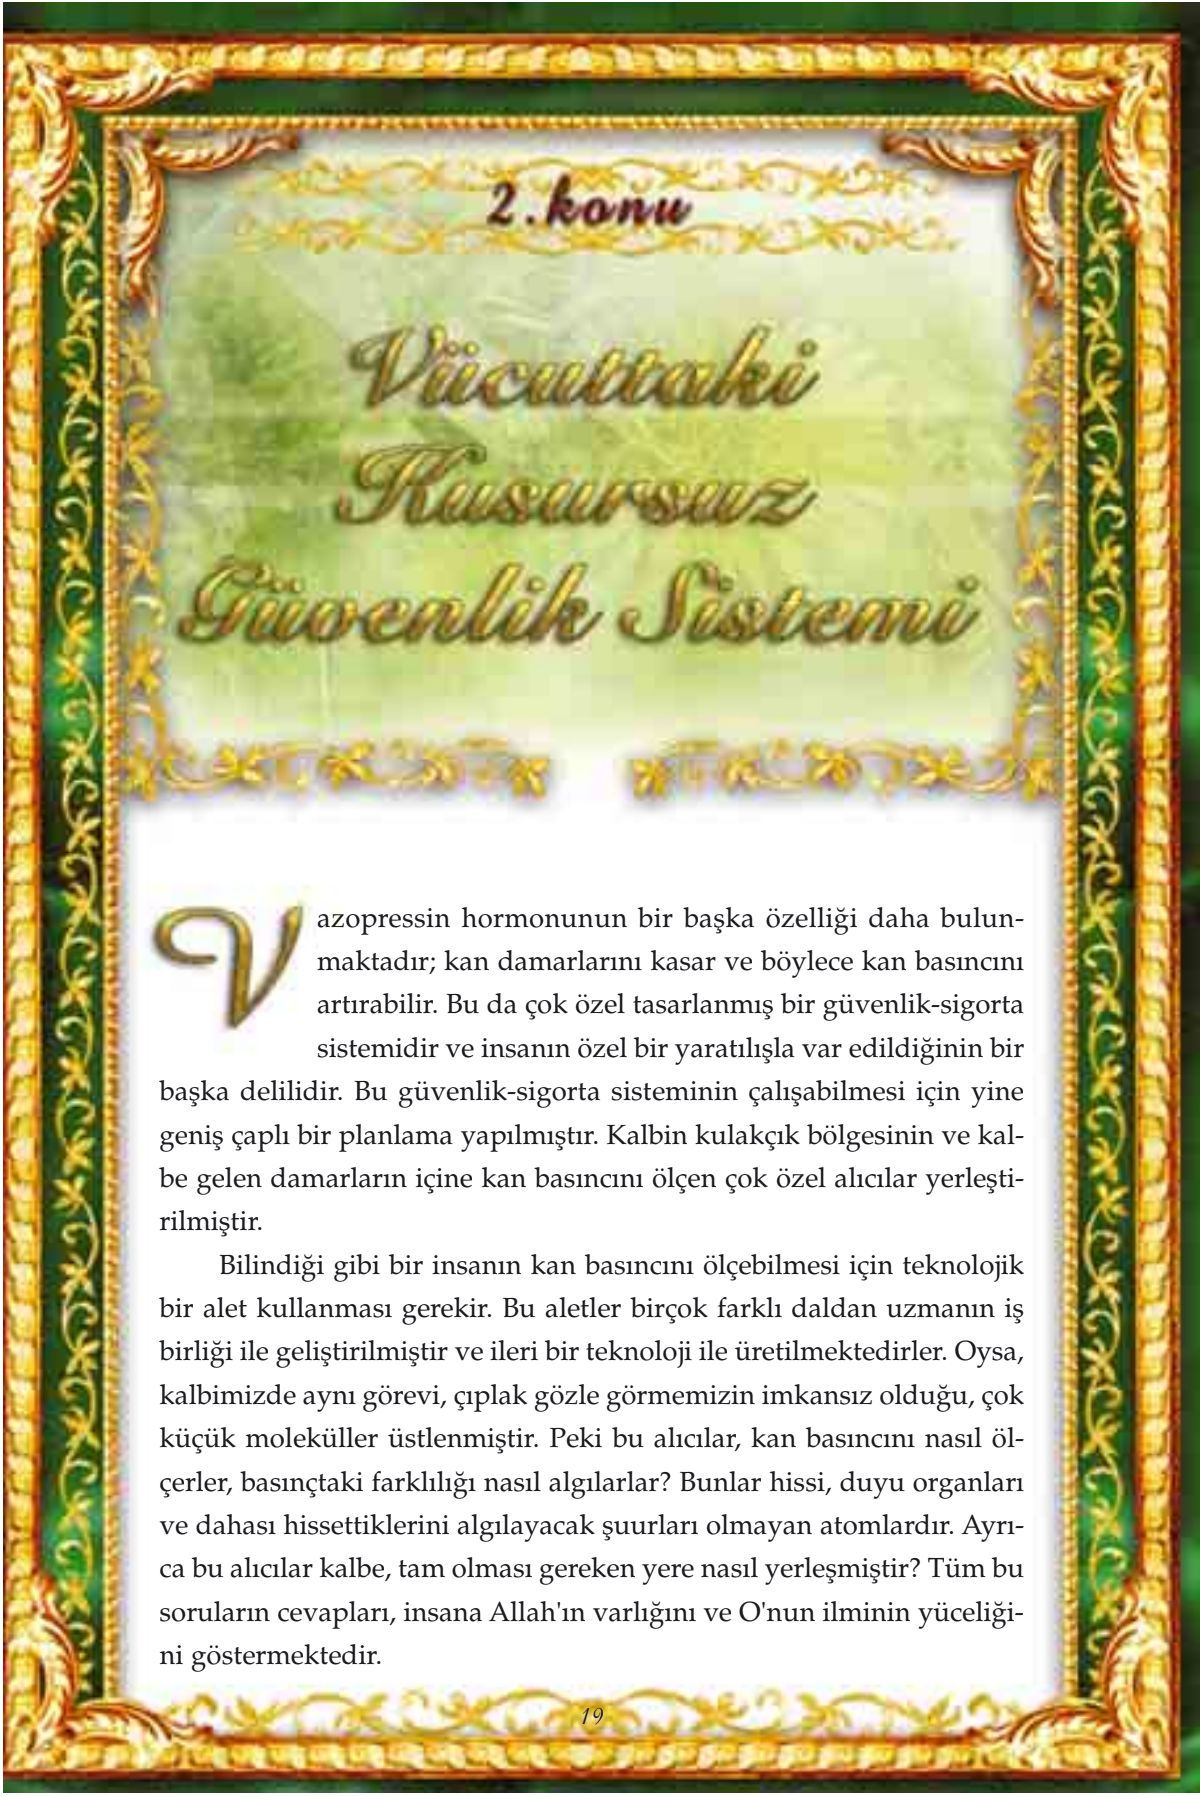 2.konu
Vücuttaki
Kusursuz
Güvenlik Sistemi
Vazopressin hormonunun bir başka özelliği daha bulun-
maktadır; kan damarlarını kasar ve böylece kan basıncını
artırabilir. Bu da çok özel tasarlanmış bir güvenlik-sigorta
sistemidir ve insanın özel bir yaratılışla var edildiğinin bir
başka delilidir. Bu güvenlik-sigorta sisteminin çalışabilmesi için yine
geniş çaplı bir planlama yapılmıştır. Kalbin kulakçık bölgesinin ve kal-
be gelen damarların içine kan basıncını ölçen çok özel alıcılar yerleşti-
rilmiştir.
Bilindiği gibi bir insanın kan basıncını ölçebilmesi için teknolojik
bir alet kullanması gerekir. Bu aletler birçok farklı daldan uzmanın iş
birliği ile geliştirilmiştir ve ileri bir teknoloji ile üretilmektedirler. Oysa,
kalbimizde aynı görevi, çıplak gözle görmemizin imkansız olduğu, çok
küçük moleküller üstlenmiştir. Peki bu alıcılar, kan basıncını nasıl öl-
çerler, basınçtaki farklılığı nasıl algılarlar? Bunlar hissi, duyu organları
ve dahası hissettiklerini algılayacak şuurları olmayan atomlardır. Ayrı-
ca bu alıcılar kalbe, tam olması gereken yere nasıl yerleşmiştir? Tüm bu
soruların cevapları, insana Allah'ın varlığını ve O'nun ilminin yüceliği-
ni göstermektedir.
19